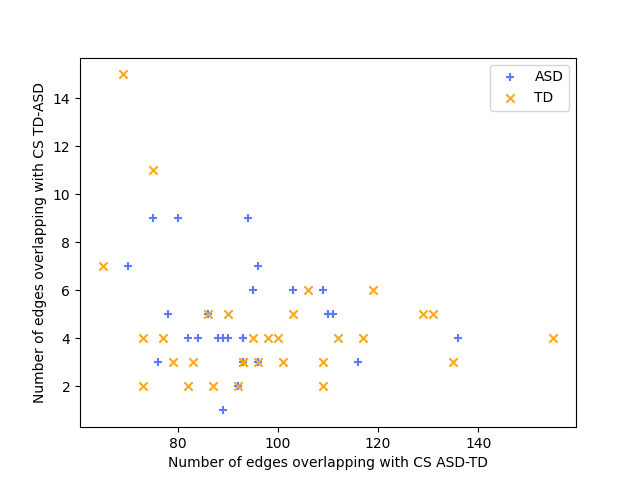 ASD
TD
Number of edges overlapping with CS TD-ASD
14
12
10
8
6
4
2
80 100 120 140
Number of edges overlapping with CS ASD-TD